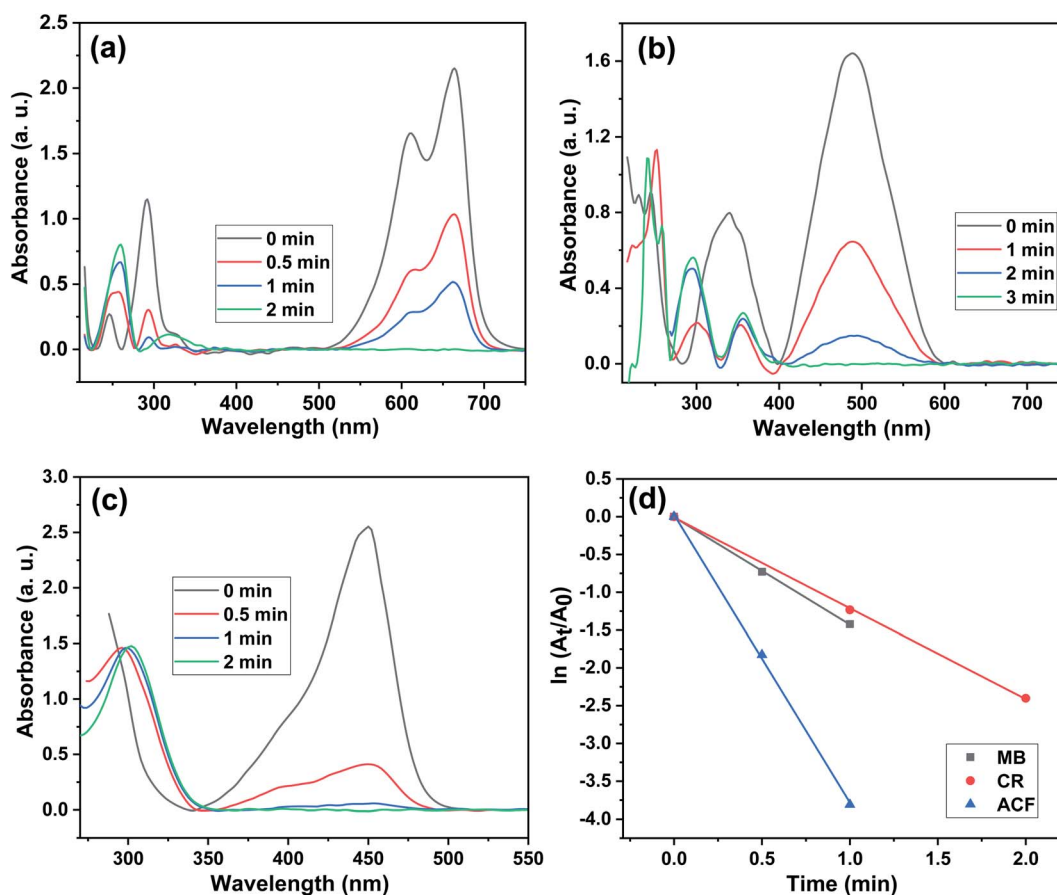 (a)
2.5
2.0
1.5
1.0
0.5
0.0
Absorbance (a. u.)
0 min
0.5 min
1 min
2 min
300 400 500 600 700
Wavelength (nm)
(b)
1.6
1.2
0.8
0.4
0.0
Absorbance (a. u.)
0 min
1 min
2 min
3 min
300 400 500 600 700
Wavelength (nm)
(c)
3.0
2.5
2.0
1.5
1.0
0.5
0.0
Absorbance (a. u.)
0 min
0.5 min
1 min
2 min
300 350 400 450 500 550
Wavelength (nm)
(d)
0.5
0.0
-0.5
-1.0
-1.5
-2.0
-2.5
-3.0
-3.5
-4.0
ln (At/A0)
MB
CR
ACF
0.0 0.5 1.0 1.5 2.0
Time (min)